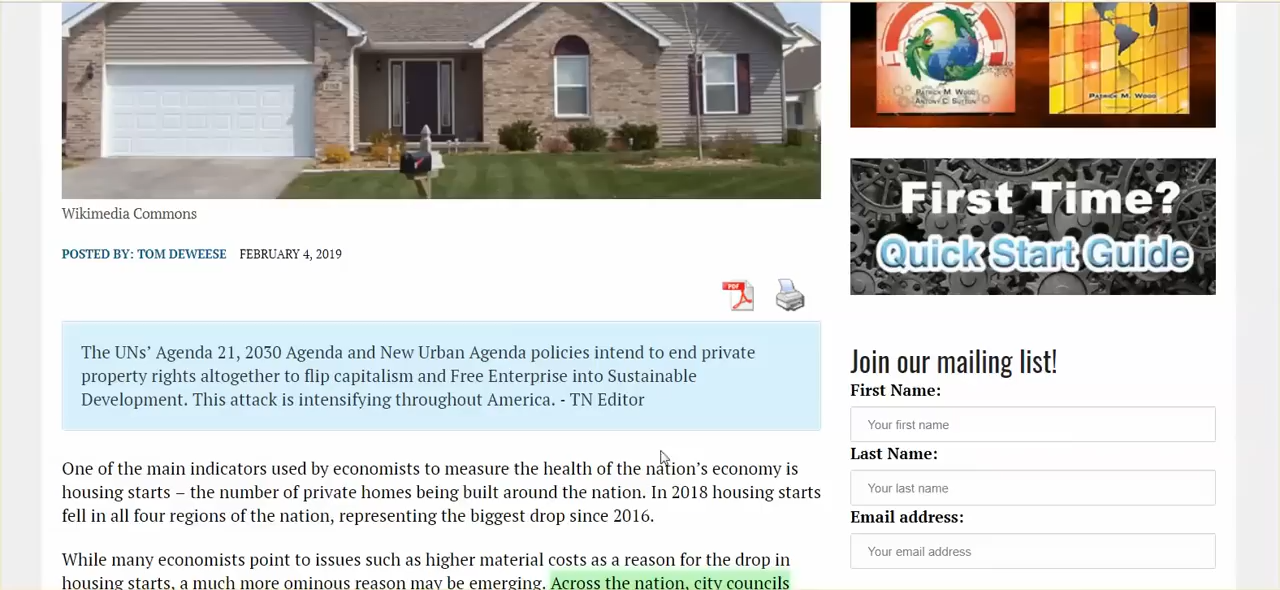 PATRICK M. WOOD
ANTONY C. SUTTON
PATRICK M. WOOD
First Time?
Quick Start Guide
Wikimedia Commons
POSTED BY: TOM DEWEESE FEBRUARY 4, 2019
PDF
The UNs’ Agenda 21, 2030 Agenda and New Urban Agenda policies intend to end private
property rights altogether to flip capitalism and Free Enterprise into Sustainable
Development. This attack is intensifying throughout America. - TN Editor
One of the main indicators used by economists to measure the health of the nation’s economy is
housing starts – the number of private homes being built around the nation. In 2018 housing starts
fell in all four regions of the nation, representing the biggest drop since 2016.
While many economists point to issues such as higher material costs as a reason for the drop in
housing starts, a much more ominous reason may be emerging. Across the nation, city councils
Join our mailing list!
First Name:
Your first name
Last Name:
Your last name
Email address:
Your email address